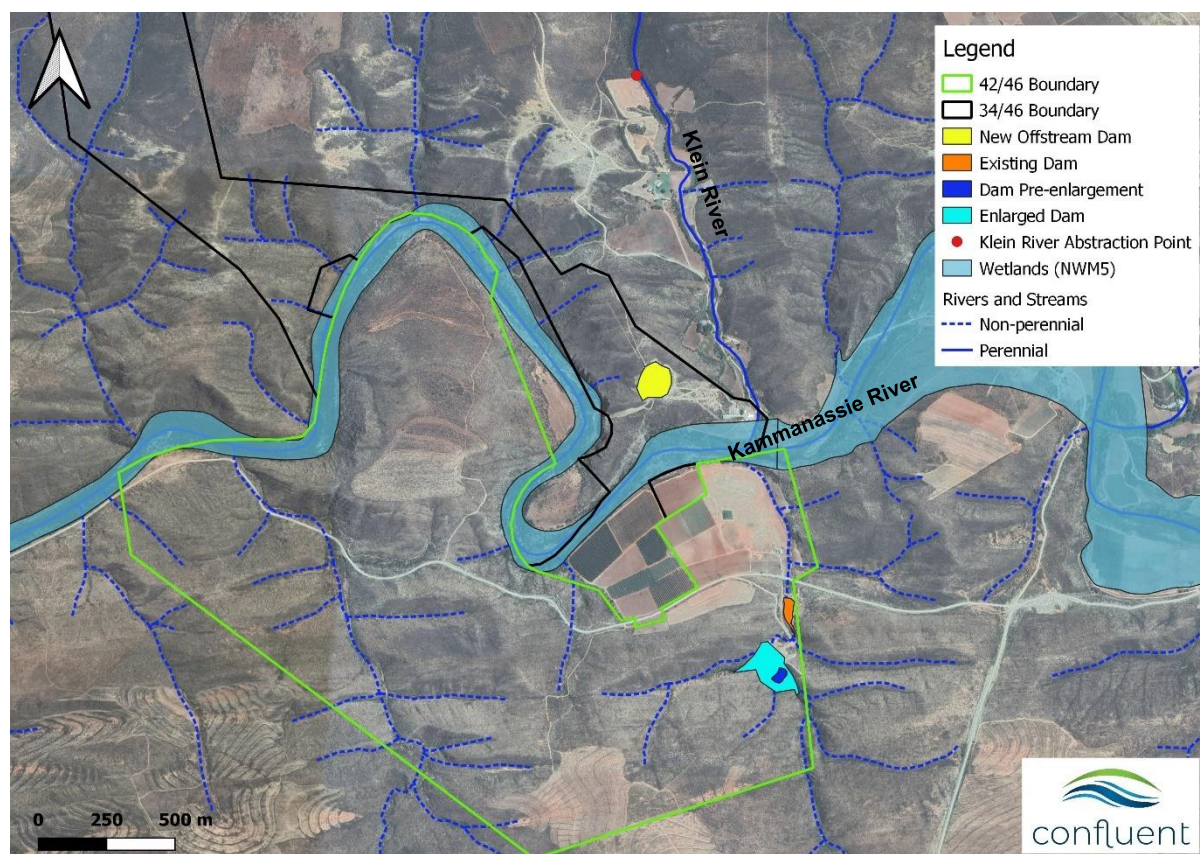 Legend
42/46 Boundary
34/46 Boundary
New Offstream Dam
Existing Dam
Dam Pre-enlargement
Enlarged Dam
Klein River Abstraction Point
Wetlands (NWM5)
Rivers and Streams
Non-perennial
Perennial
Klein River
Kammanassie River
0 250 500 m
confluent